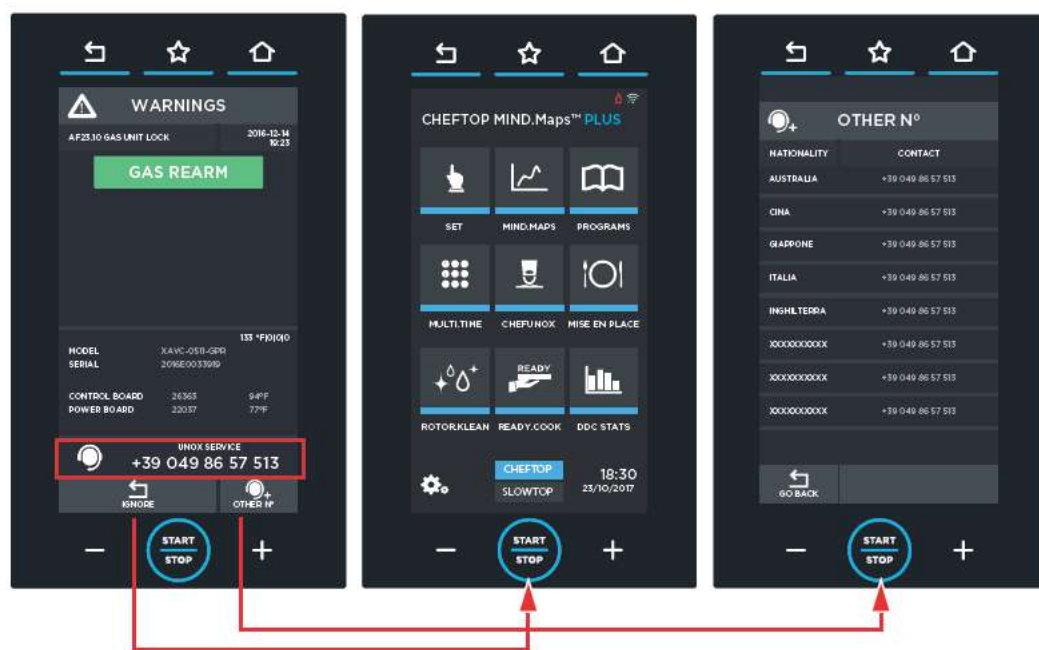 WARNINGS
AF23.10 GAS UNIT LOCK
2016-12-14
19:23
GAS REARM
133 °F|0|0|0
MODEL XAVC-0511-GPR
SERIAL 2016E0033919
CONTROL BOARD 26363 94°F
POWER BOARD 22037 77°F
UNOX SERVICE
+39 049 86 57 513
IGNORE
OTHER N°
START
STOP
CHEFTOP MIND.Maps™ PLUS
SET MIND.MAPS PROGRAMS
MULTI.TIME CHEFUNOX MISE EN PLACE
READY
ROTOR.KLEAN READY.COOK DDC STATS
CHEFTOP
SLOWTOP
18:30
23/10/2017
START
STOP
OTHER N°
NATIONALITY CONTACT
AUSTRALIA +39 049 86 57 513
CINA +39 049 86 57 513
GIAPPONE +39 049 86 57 513
ITALIA +39 049 86 57 513
INGHILTERRA +39 049 86 57 513
XXXXXXXXXX +39 049 86 57 513
XXXXXXXXXX +39 049 86 57 513
XXXXXXXXXX +39 049 86 57 513
GO BACK
START
STOP